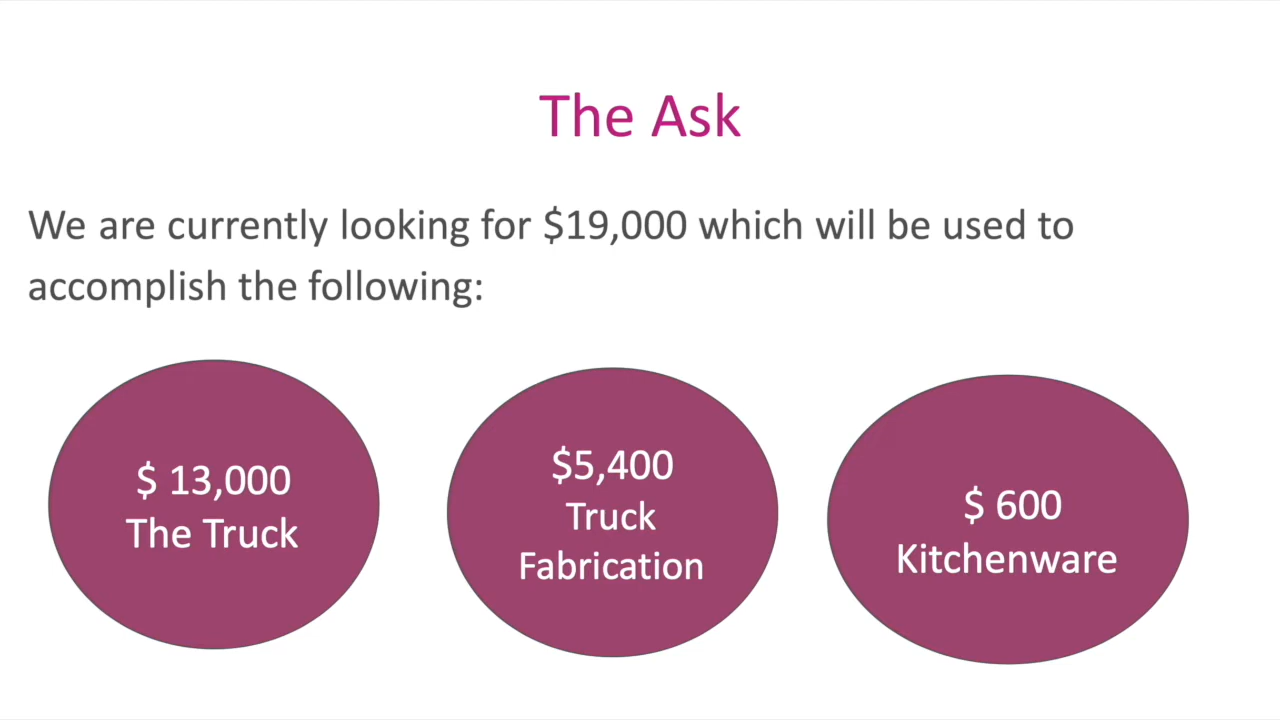 The Ask
We are currently looking for $19,000 which will be used to
accomplish the following:
$ 13,000
The Truck
$5,400
Truck
Fabrication
$ 600
Kitchenware